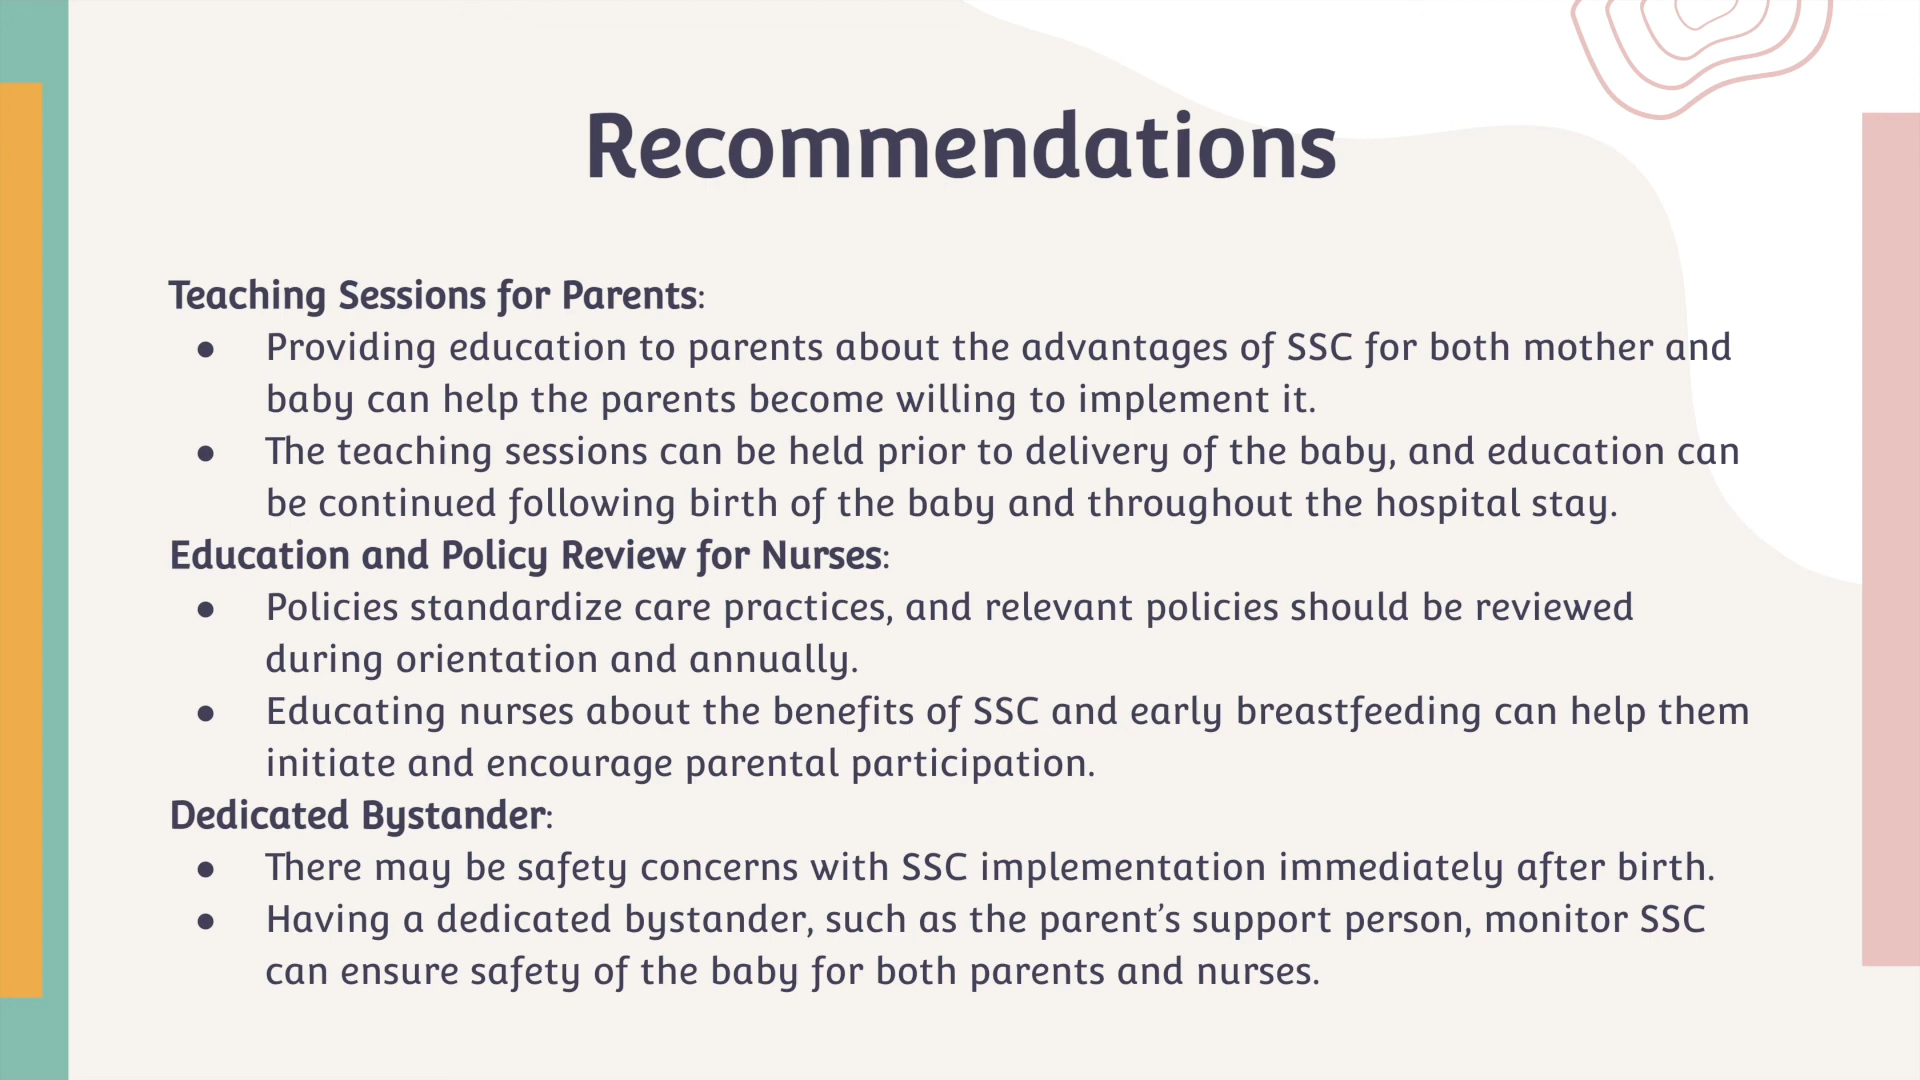 Recommendations
Teaching Sessions for Parents:
● Providing education to parents about the advantages of SSC for both mother and
baby can help the parents become willing to implement it.
● The teaching sessions can be held prior to delivery of the baby, and education can
be continued following birth of the baby and throughout the hospital stay.
Education and Policy Review for Nurses:
● Policies standardize care practices, and relevant policies should be reviewed
during orientation and annually.
● Educating nurses about the benefits of SSC and early breastfeeding can help them
initiate and encourage parental participation.
Dedicated Bystander:
● There may be safety concerns with SSC implementation immediately after birth.
● Having a dedicated bystander, such as the parent’s support person, monitor SSC
can ensure safety of the baby for both parents and nurses.